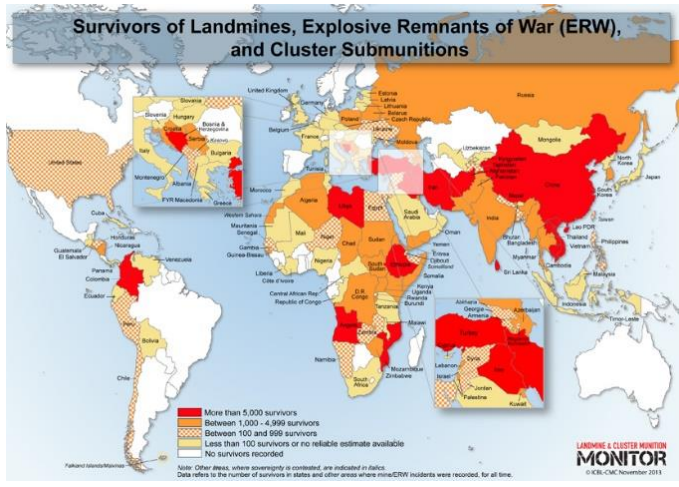 Survivors of Landmines, Explosive Remnants of War (ERW),
and Cluster Submunitions
United Kingdom
Germany
Estonia
Latvia
Lithuania
Belarus
Czech Republic
Russia
Slovakia
Slovenia
Hungary
Croatia
Bosnia &
Herzegovina
Serbia
Kosovo
Italy
Bulgaria
Montenegro
Albania
FYR Macedonia
Greece
Belgium
France
Poland
Ukraine
Moldova
Mongolia
Uzbekistan
Kyrgyzstan
Tajikistan
Afghanistan
Pakistan
United States
Tunisia
Iran
China
North
Korea
South
Korea
Japan
Morocco
Algeria
Libya
Egypt
Saudi
Arabia
Nepal
India
Taiwan
Cuba
Western Sahara
Mauritania
Senegal
Mali
Niger
Chad
Sudan
Oman
Yemen
Eritrea
Djibouti
Somaliland
Somalia
Bhutan
Bangladesh
Myanmar
Lao PDR
Thailand
Vietnam
Cambodia
Philippines
Malaysia
Sri Lanka
Honduras
Guatemala
El Salvador
Nicaragua
Panama
Colombia
Venezuela
Ecuador
Gambia
Guinea-Bissau
Nigeria
Ethiopia
South
Sudan
Liberia
Côte d'Ivoire
Central African Rep.
Republic of Congo
D.R.
Congo
Kenya
Uganda
Rwanda
Burundi
Tanzania
Indonesia
Timor-Leste
Peru
Bolivia
Angola
Zambia
Malawi
Namibia
Mozambique
Zimbabwe
South
Africa
Chile
Georgia
Armenia
Azerbaijan
Turkey
Syria
Lebanon
Iraq
Israel
Jordan
Palestine
Kuwait
More than 5,000 survivors
Between 1,000 - 4,999 survivors
Between 100 and 999 survivors
Less than 100 survivors or no reliable estimate available
No survivors recorded
Falkland Islands/Malvinas
Note: Other areas, where sovereignty is contested, are indicated in italics.
Data refers to the number of survivors in states and other areas where mine/ERW incidents were recorded, for all time.
LANDMINE & CLUSTER MUNITION
MONITOR
© ICBL-CMC November 2013